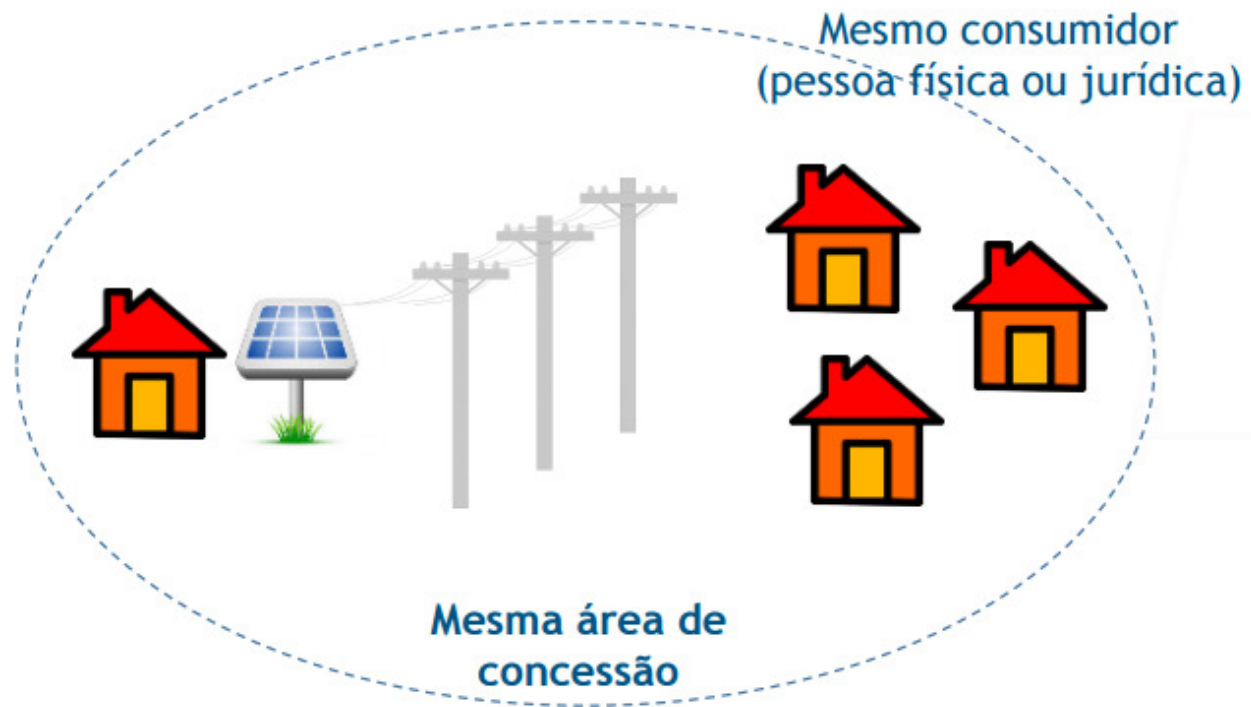 Mesmo consumidor
(pessoa física ou jurídica)
Mesma área de
concessão